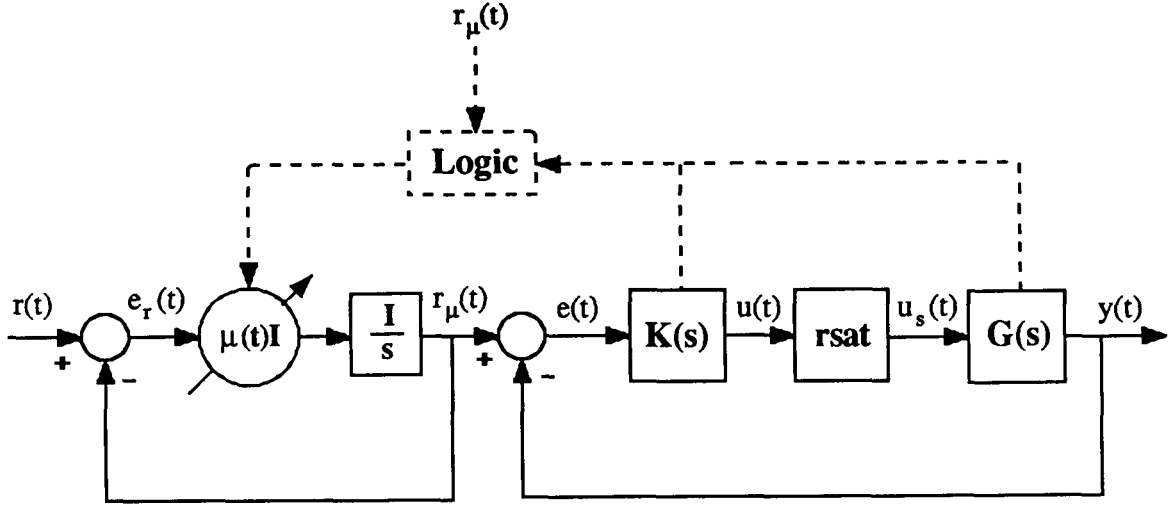 r_μ(t)
Logic
r(t)
+
-
e_r(t)
μ(t)I
I
s
r_μ(t)
+
-
e(t)
K(s)
u(t)
rsat
u_s(t)
G(s)
y(t)